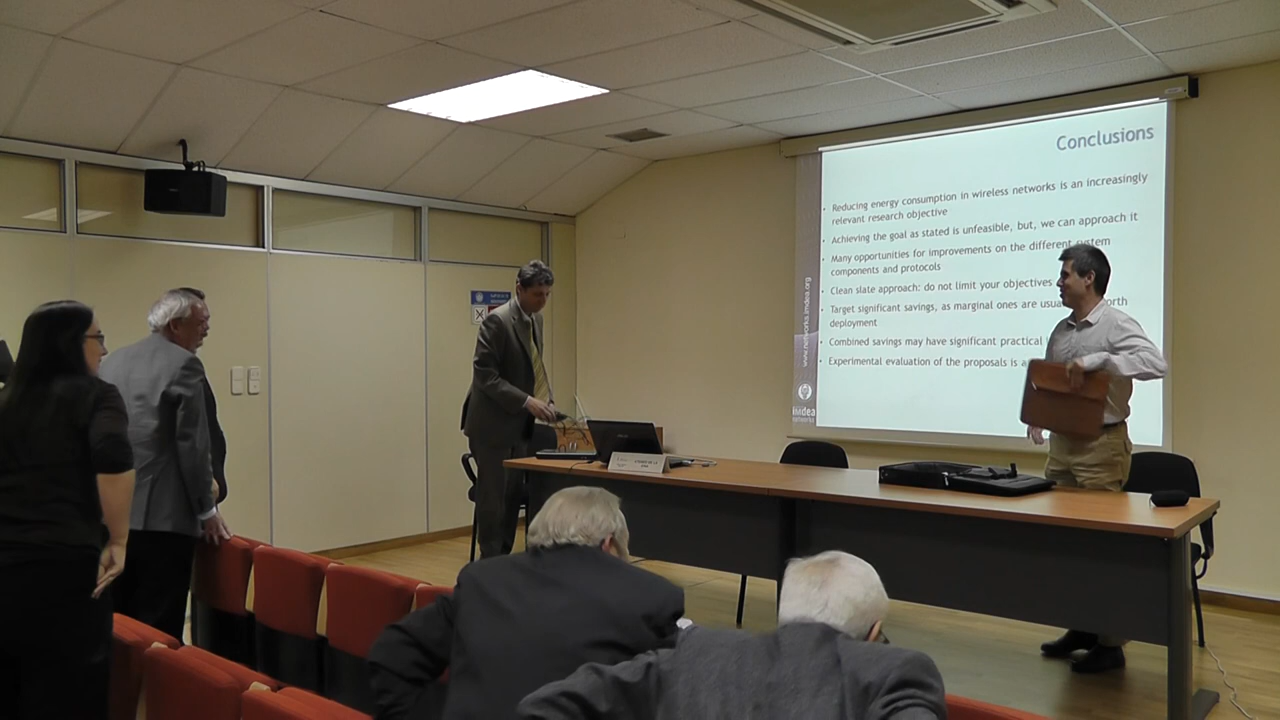 Conclusions
Reducing energy consumption in wireless networks is an increasingly
relevant research objective
Achieving the goal as stated is unfeasible, but, we can approach it
Many opportunities for improvements on the different system
components and protocols
Clean slate approach: do not limit your objectives
Target significant savings, as marginal ones are
deployment
Combined savings may have significant practical
Experimental evaluation of the proposals is
www.networks.imdea.org
imdea
networks